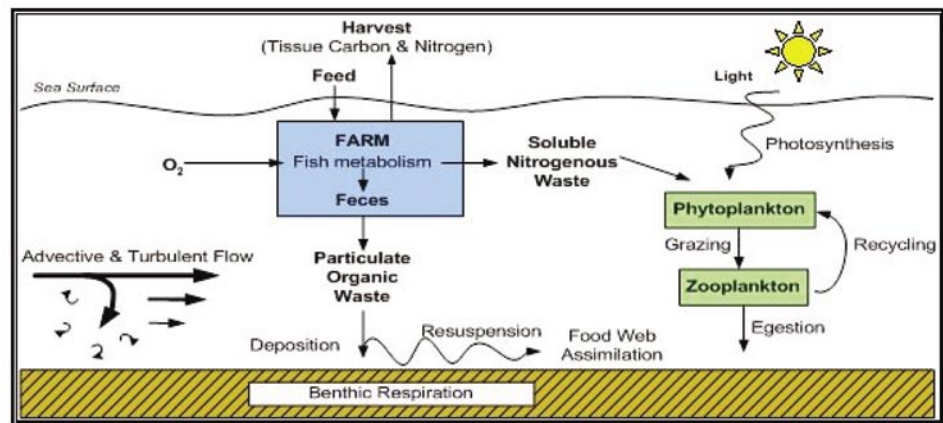 Harvest
(Tissue Carbon & Nitrogen)
Feed
Light
Sea Surface
FARM
Fish metabolism
Feces
O2
Soluble
Nitrogenous
Waste
Photosynthesis
Phytoplankton
Grazing
Recycling
Zooplankton
Egestion
Advective & Turbulent Flow
Particulate
Organic
Waste
Deposition
Resuspension
Food Web
Assimilation
Benthic Respiration